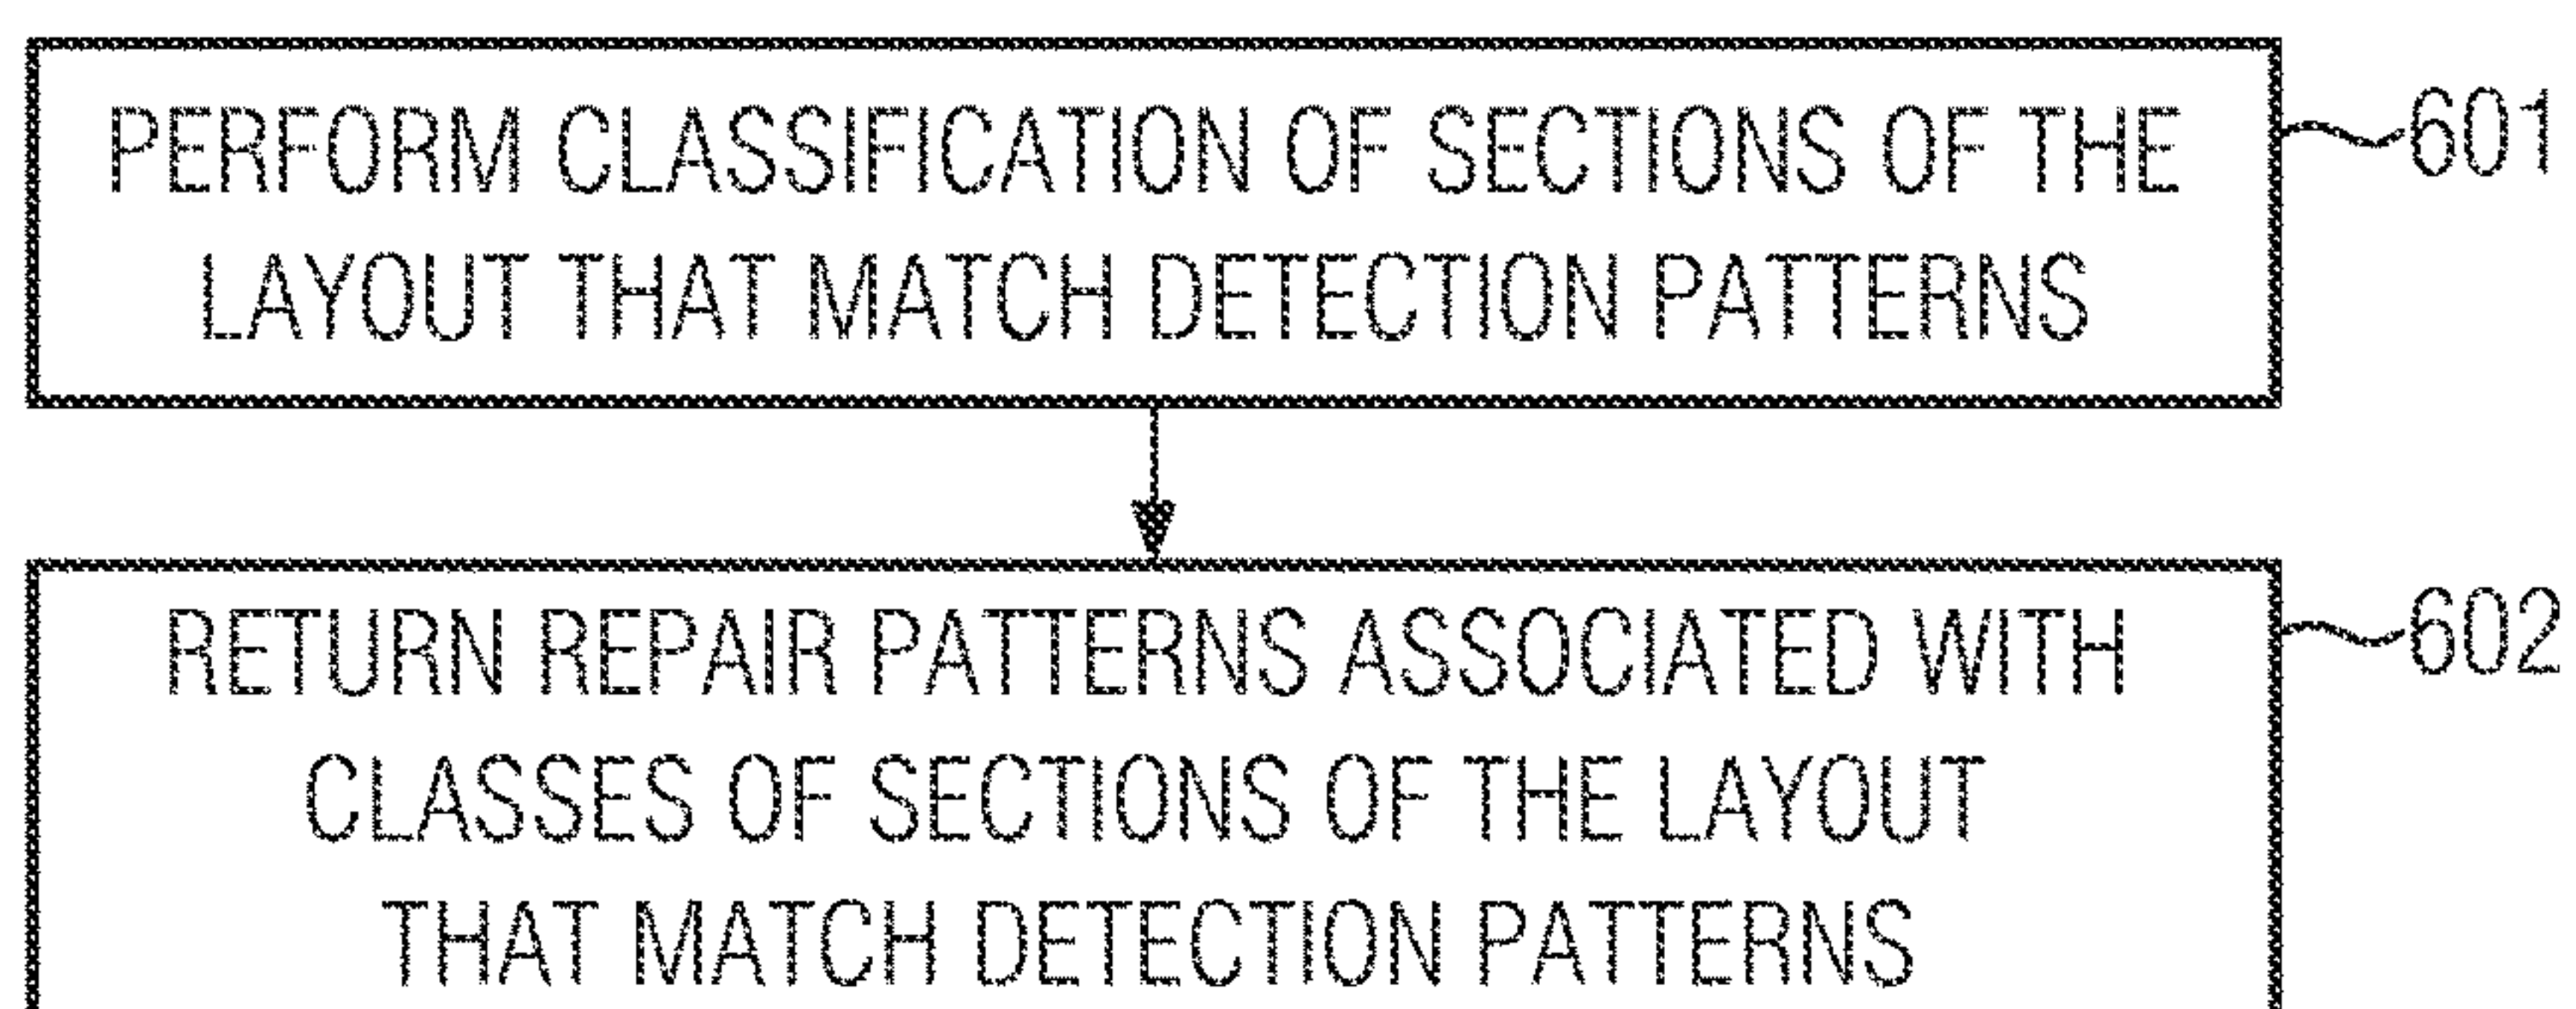 PERFORM CLASSIFICATION OF SECTIONS OF THE
LAYOUT THAT MATCH DETECTION PATTERNS
601
RETURN REPAIR PATTERNS ASSOCIATED WITH
CLASSES OF SECTIONS OF THE LAYOUT
THAT MATCH DETECTION PATTERNS
602